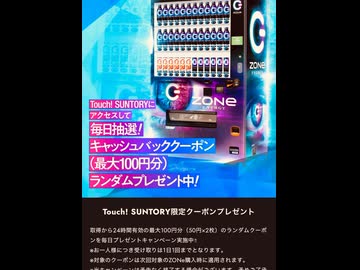 ZONe
ENERGY
Touch! SUNTORYに
アクセスして
毎日抽選!
キャッシュバッククーポン
(最大100円分)
ランダムプレゼント中!
Touch! SUNTORY限定クーポンプレゼント
取得から24時間有効の最大100円分(50円×2枚)のランダムクーポ
ンを毎日プレゼントキャンペーン実施中!!
※お一人様につき受け取りは1日1回までとなります。
※対象のクーポンは次回対象のZONe購入時に適用されます。